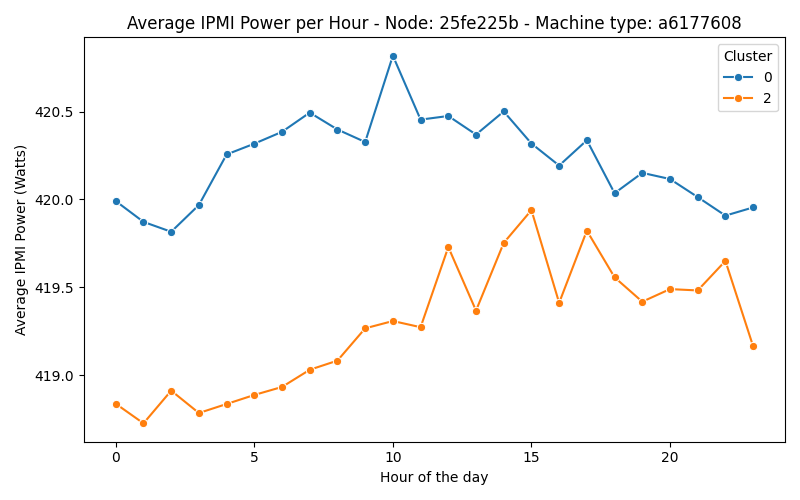 Average IPMI Power per Hour - Node: 25fe225b - Machine type: a6177608
Average IPMI Power (Watts)
420.5
420.0
419.5
419.0
Cluster
0
2
0
5
10
15
20
Hour of the day